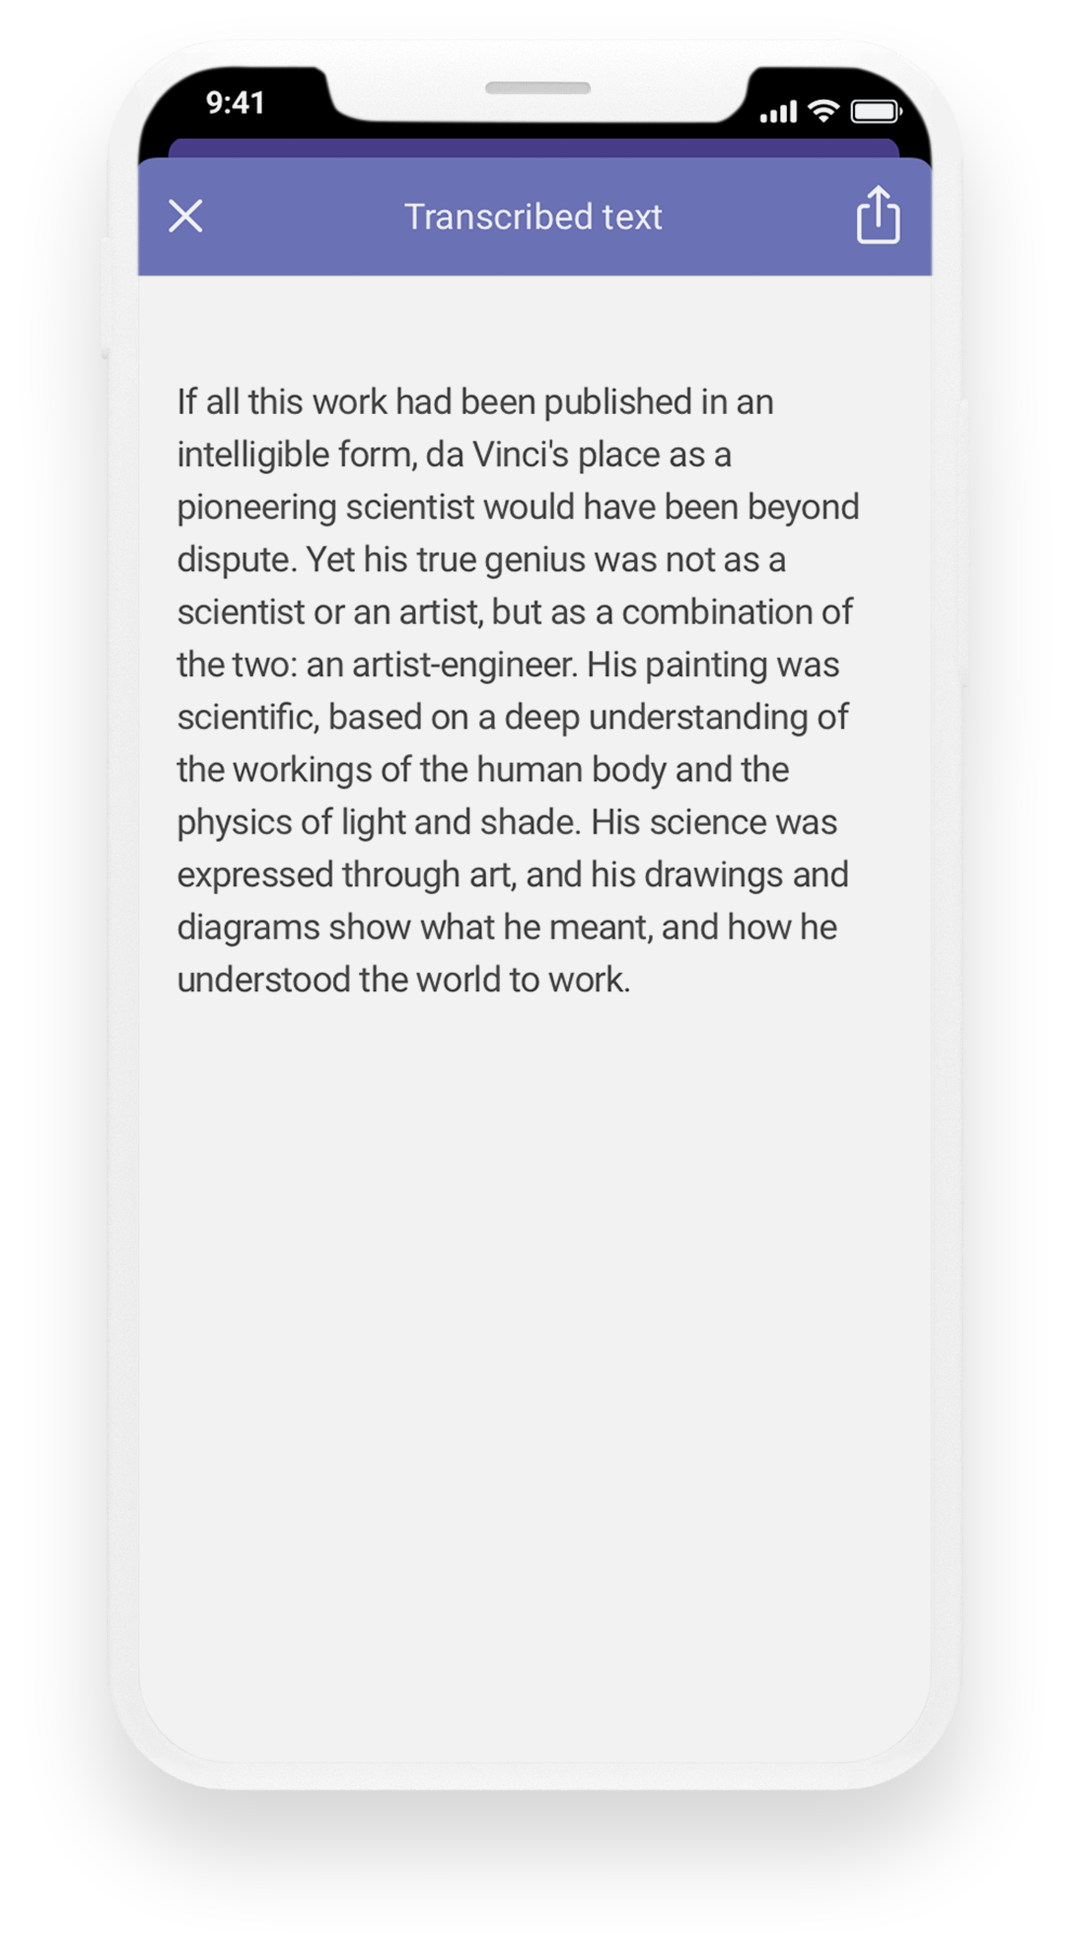 9:41
Transcribed text
If all this work had been published in an
intelligible form, da Vinci's place as a
pioneering scientist would have been beyond
dispute. Yet his true genius was not as a
scientist or an artist, but as a combination of
the two: an artist-engineer. His painting was
scientific, based on a deep understanding of
the workings of the human body and the
physics of light and shade. His science was
expressed through art, and his drawings and
diagrams show what he meant, and how he
understood the world to work.